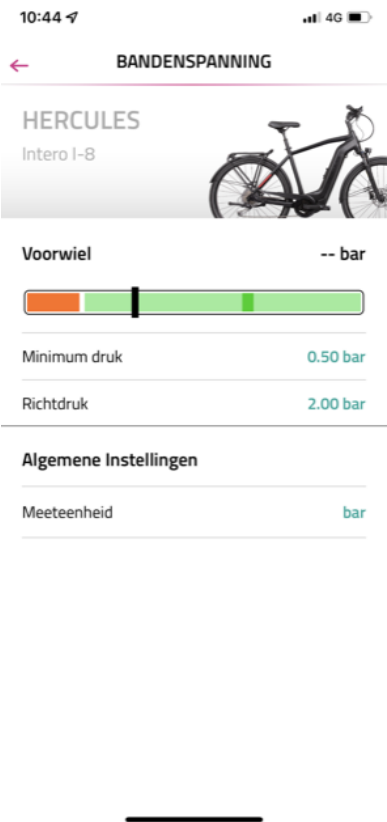 10:44 4G
BANDENSPANNING
HERCULES
Intero I-8
Voorwiel -- bar
Minimum druk 0.50 bar
Richtdruk 2.00 bar
Algemene Instellingen
Meeteenheid bar